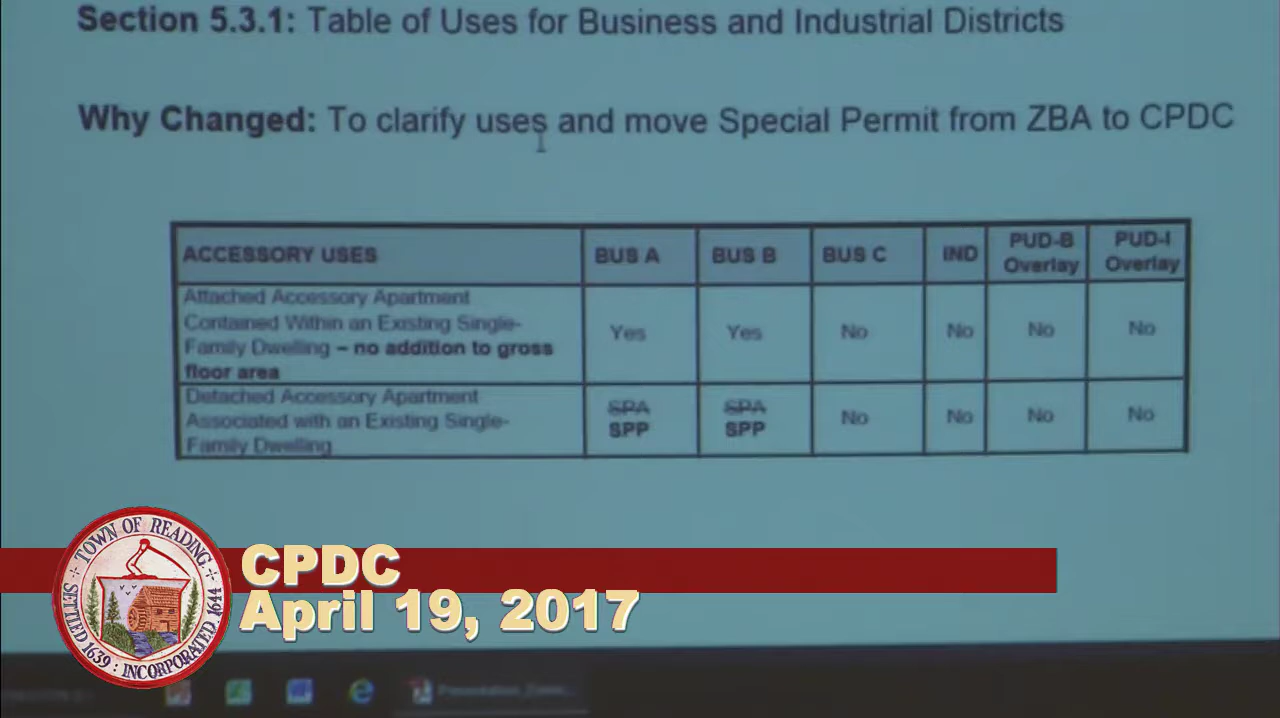 Section 5.3.1: Table of Uses for Business and Industrial Districts
Why Changed: To clarify uses and move Special Permit from ZBA to CPDC
ACCESSORY USES BUS A BUS B BUS C IND PUD-B Overlay PUD-I Overlay
Attached Accessory Apartment
Contained Within an Existing Single-
Family Dwelling – no addition to gross
floor area
Yes Yes No No No No
Detached Accessory Apartment
Associated with an Existing Single-
Family Dwelling
SPA SPA
SPP SPP No No No No
TOWN OF READING
SETTLED 1639 : INCORPORATED 1644
CPDC
April 19, 2017